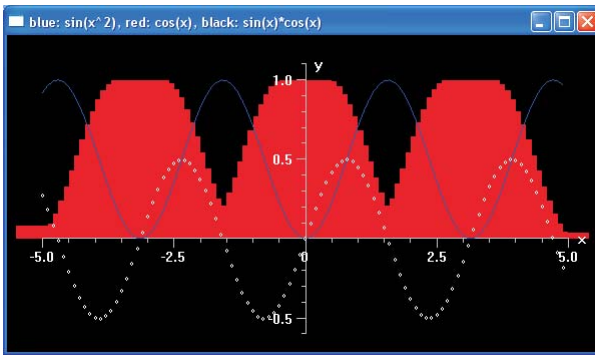 blue: sin(x^2), red: cos(x), black: sin(x)*cos(x)
y
1.0
0.5
-5.0 -2.5 0 2.5 5.0 x
-0.5